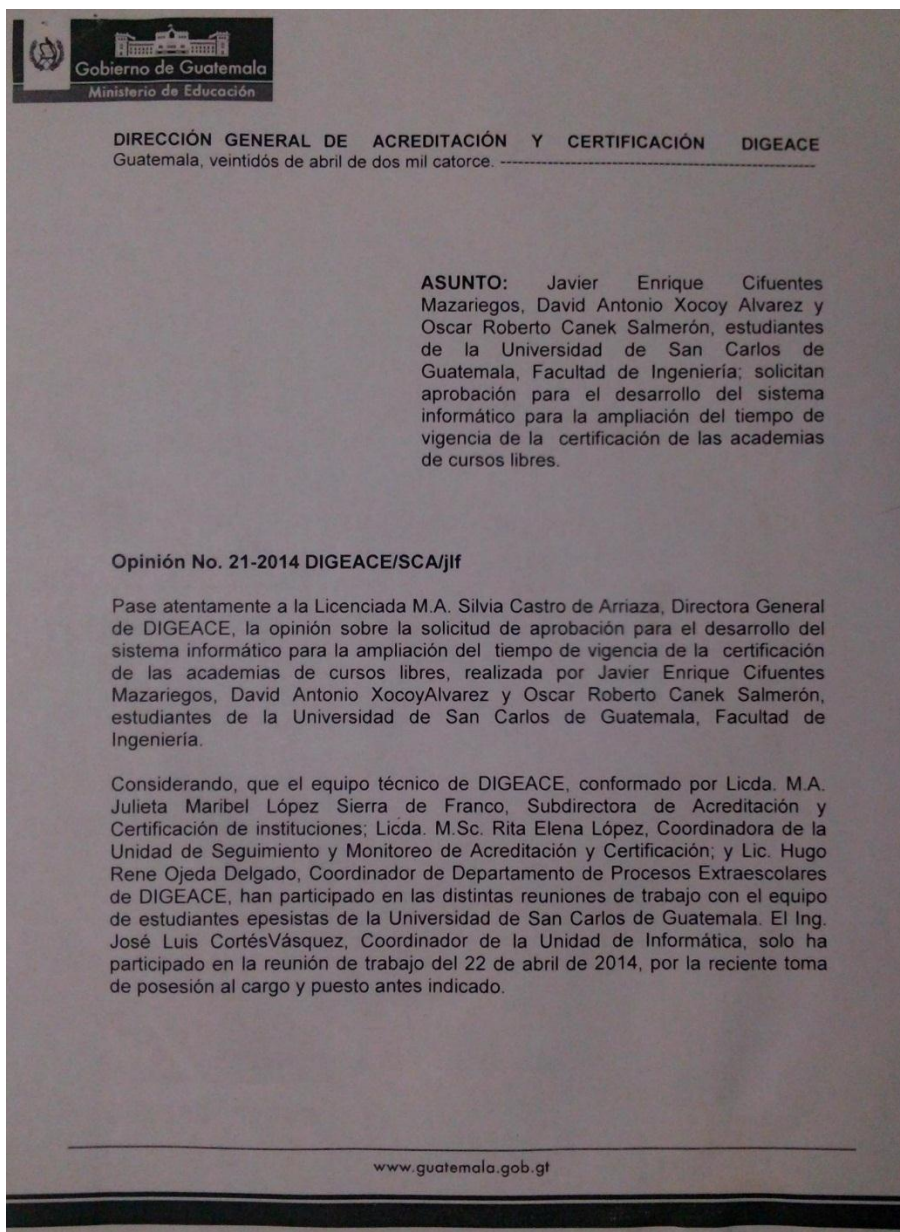 Gobierno de Guatemala
Ministerio de Educación
DIRECCIÓN GENERAL DE ACREDITACIÓN Y CERTIFICACIÓN DIGEACE
Guatemala, veintidós de abril de dos mil catorce. ------------------------------------------------
ASUNTO: Javier Enrique Cifuentes
Mazariegos, David Antonio Xocoy Alvarez y
Oscar Roberto Canek Salmerón, estudiantes
de la Universidad de San Carlos de
Guatemala, Facultad de Ingeniería; solicitan
aprobación para el desarrollo del sistema
informático para la ampliación del tiempo de
vigencia de la certificación de las academias
de cursos libres.
Opinión No. 21-2014 DIGEACE/SCA/jlf
Pase atentamente a la Licenciada M.A. Silvia Castro de Arriaza, Directora General
de DIGEACE, la opinión sobre la solicitud de aprobación para el desarrollo del
sistema informático para la ampliación del tiempo de vigencia de la certificación
de las academias de cursos libres, realizada por Javier Enrique Cifuentes
Mazariegos, David Antonio XocoyAlvarez y Oscar Roberto Canek Salmerón,
estudiantes de la Universidad de San Carlos de Guatemala, Facultad de
Ingeniería.
Considerando, que el equipo técnico de DIGEACE, conformado por Licda. M.A.
Julieta Maribel López Sierra de Franco, Subdirectora de Acreditación y
Certificación de instituciones; Licda. M.Sc. Rita Elena López, Coordinadora de la
Unidad de Seguimiento y Monitoreo de Acreditación y Certificación; y Lic. Hugo
Rene Ojeda Delgado, Coordinador de Departamento de Procesos Extraescolares
de DIGEACE, han participado en las distintas reuniones de trabajo con el equipo
de estudiantes epesistas de la Universidad de San Carlos de Guatemala. El Ing.
José Luis CortésVásquez, Coordinador de la Unidad de Informática, solo ha
participado en la reunión de trabajo del 22 de abril de 2014, por la reciente toma
de posesión al cargo y puesto antes indicado.
www.guatemala.gob.gt